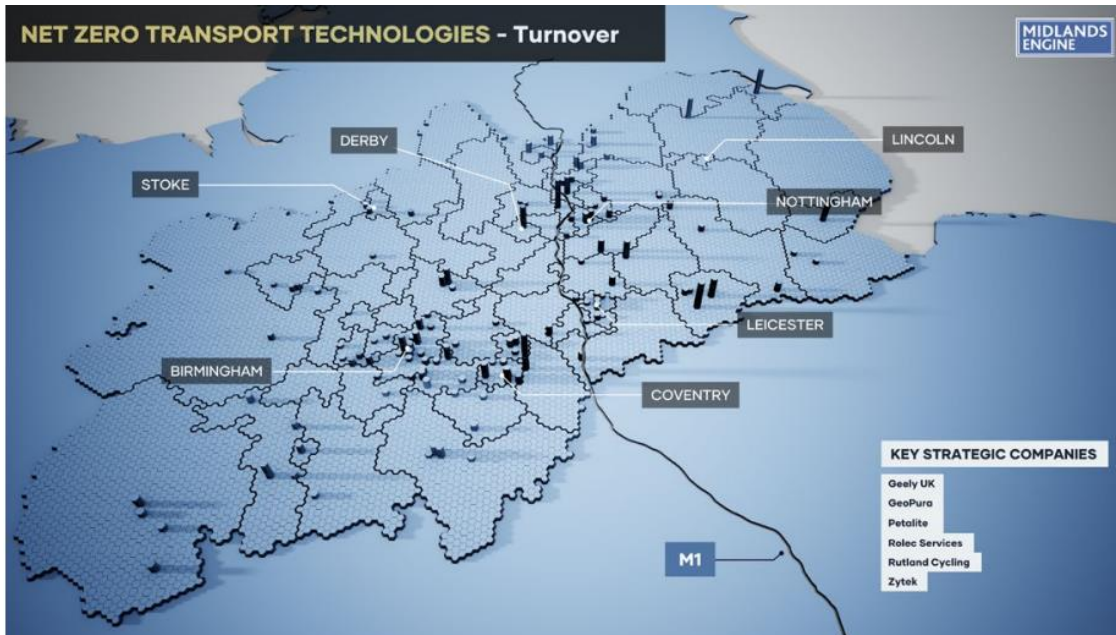 NET ZERO TRANSPORT TECHNOLOGIES - Turnover
MIDLANDS
ENGINE
DERBY
LINCOLN
STOKE
NOTTINGHAM
LEICESTER
BIRMINGHAM
COVENTRY
KEY STRATEGIC COMPANIES
Geely UK
GeoPura
Petalite
Rolec Services
Rutland Cycling
Zytek
M1